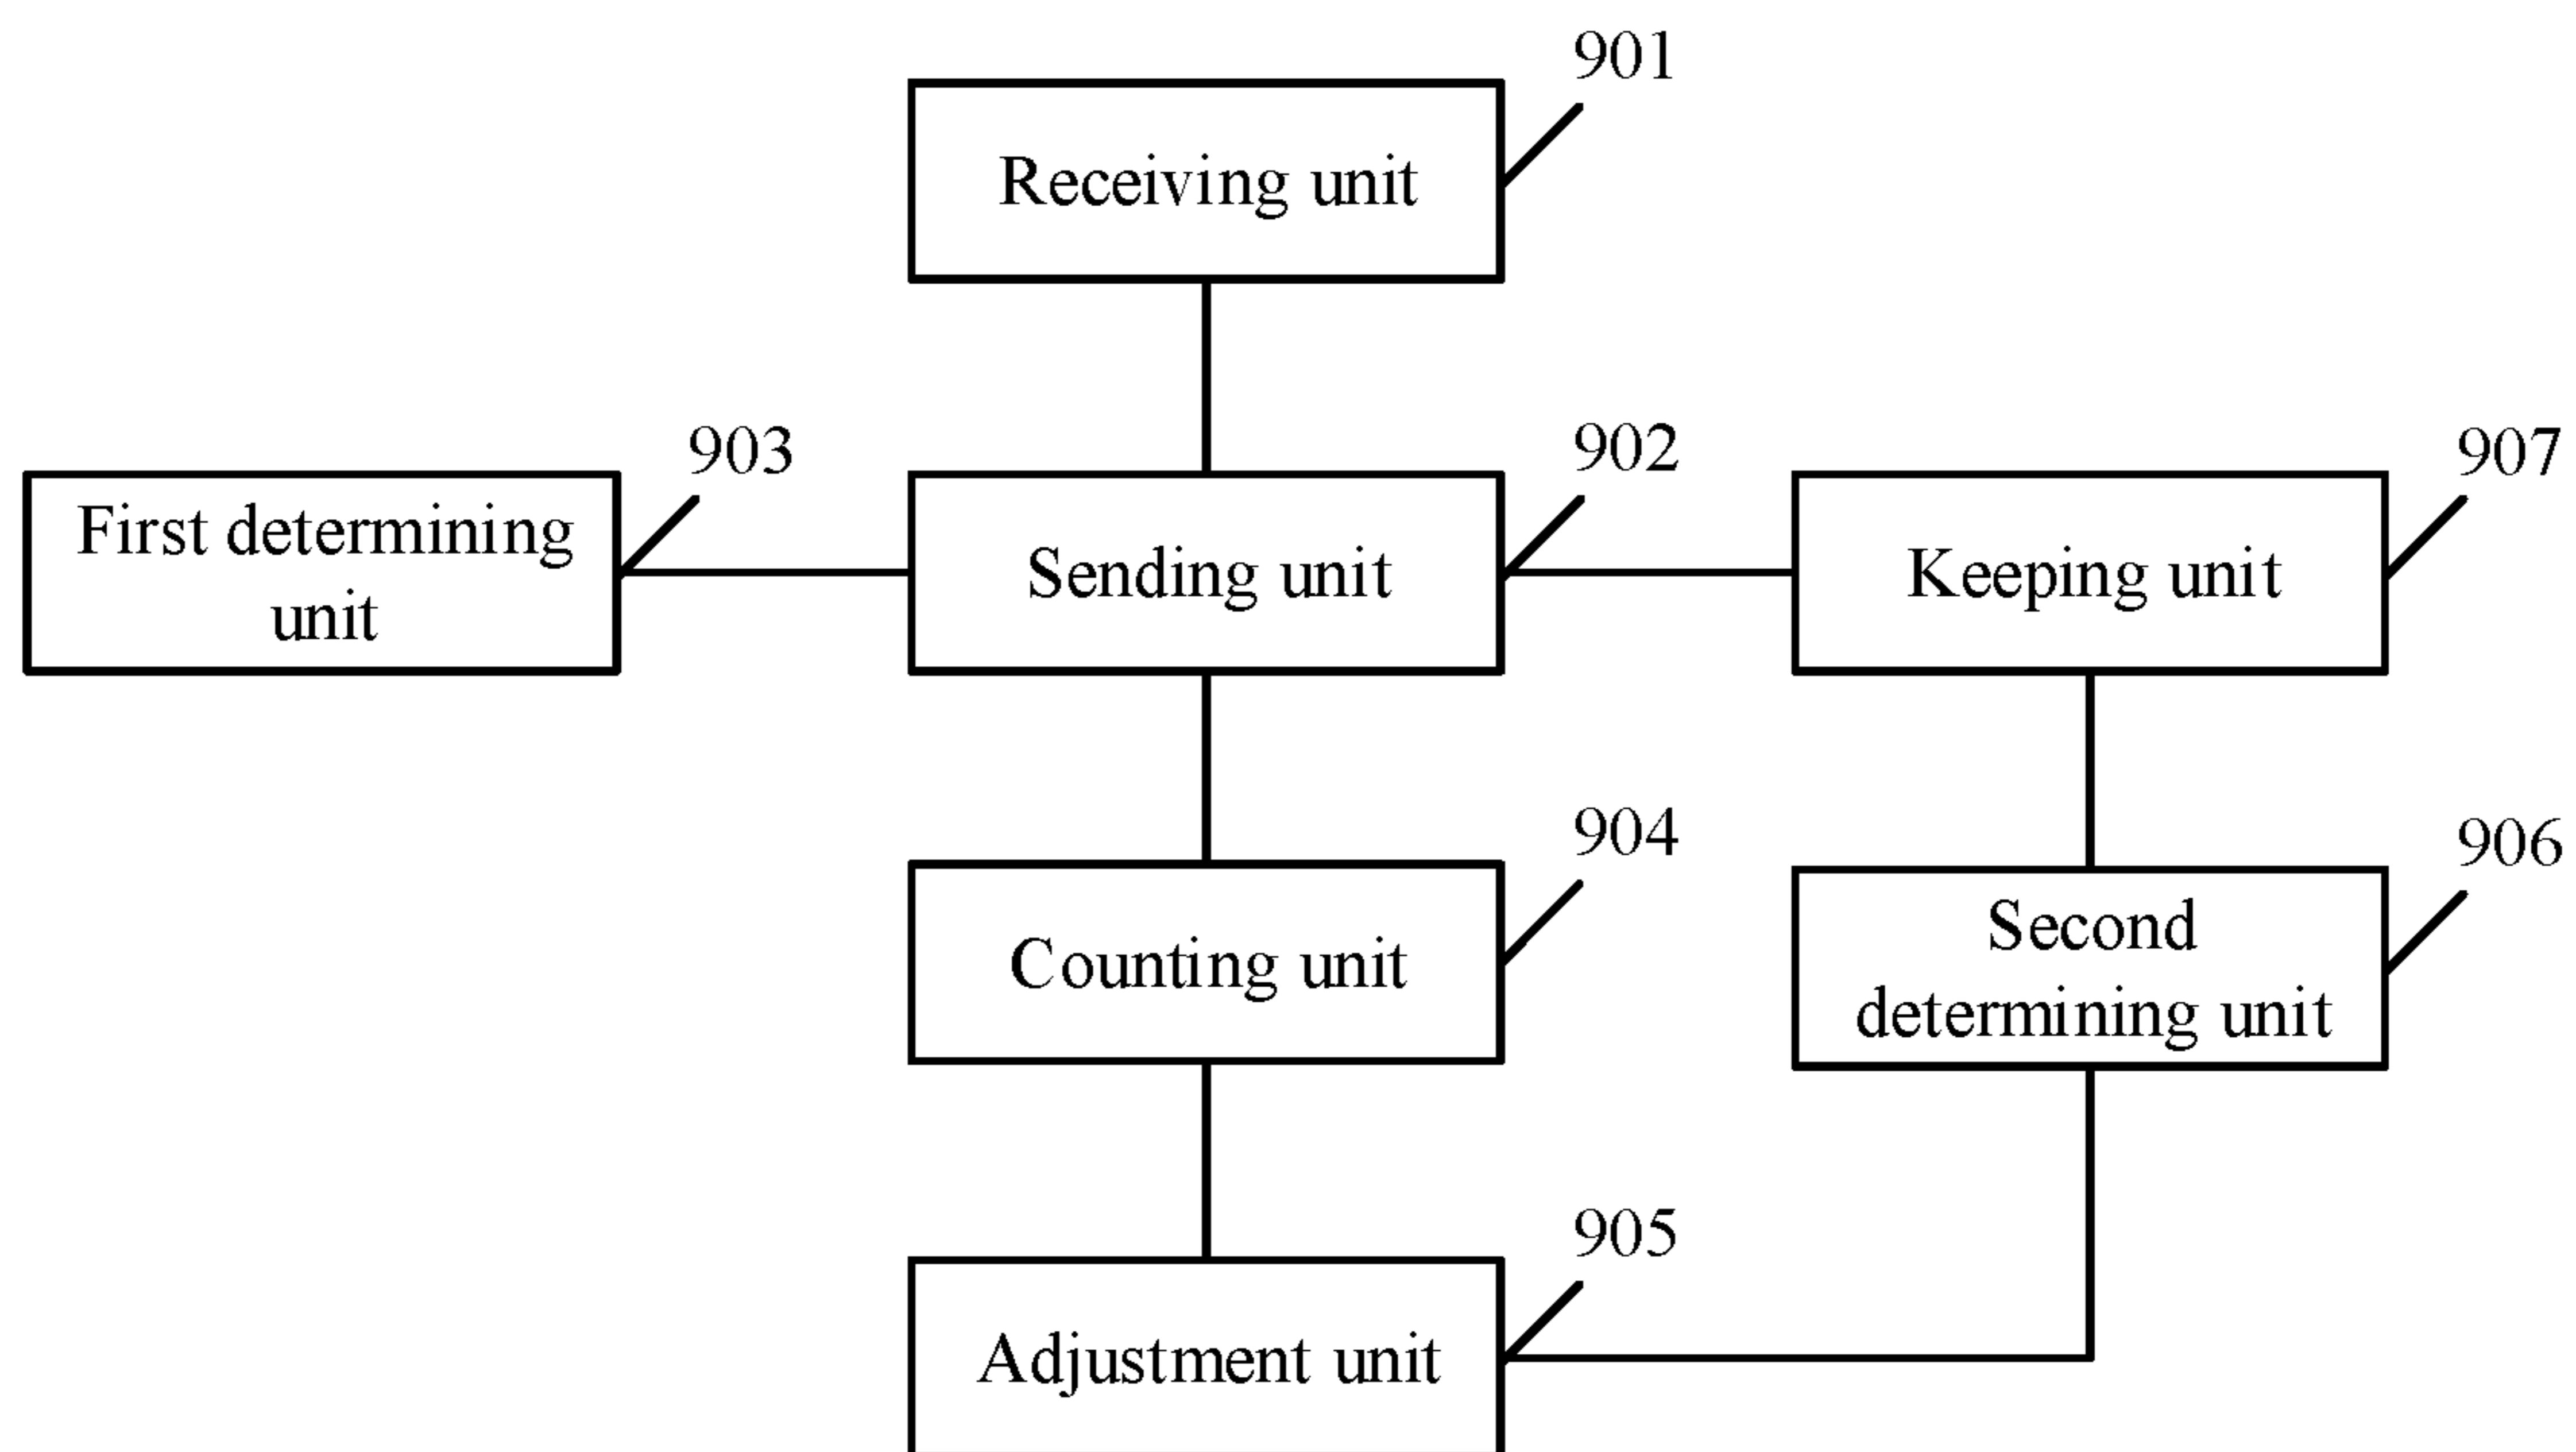 901
Receiving unit
903
902
907
First determining
unit
Sending unit
Keeping unit
904
906
Counting unit
Second
determining unit
905
Adjustment unit